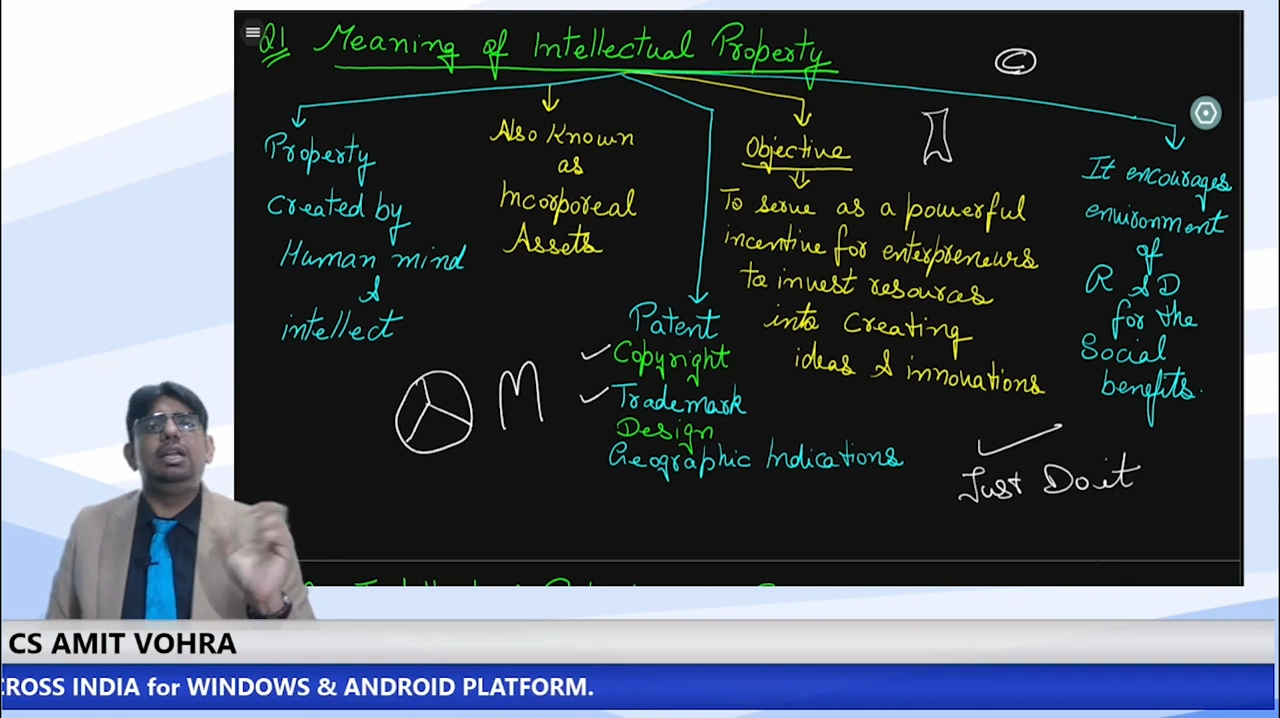 Q1 Meaning of Intellectual Property
©
Property
created by
Human mind
&
intellect
Also Known
as
Incorporeal
Assets
Patent
Copyright
Trademark
Design
Geographic Indications
Objective
To serve as a powerful
incentive for enterpreneurs
to invest resources
into Creating
ideas & innovations
It encourages
environment
of
R & D
for the
Social
benefits.
M
Just Do it
CS AMIT VOHRA
CROSS INDIA for WINDOWS & ANDROID PLATFORM.